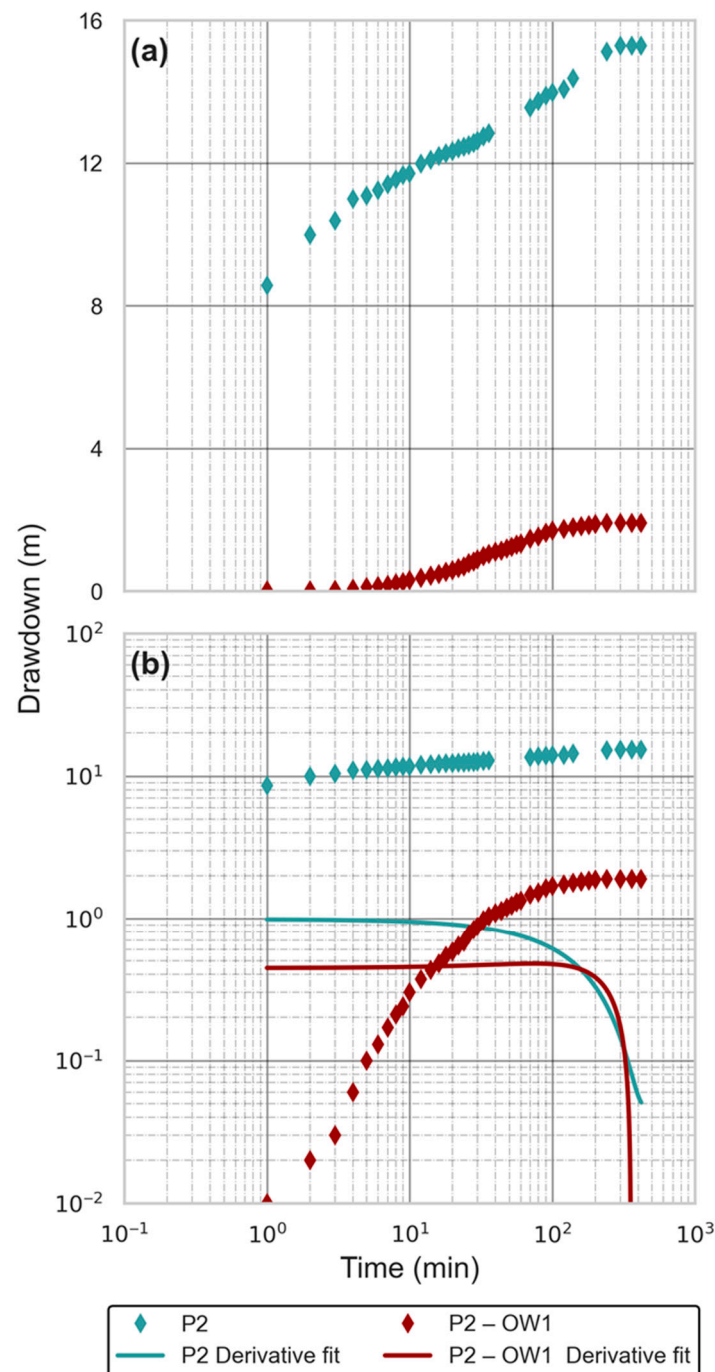 16
(a)
12
8
4
0
Drawdown (m)
10²
(b)
10¹
10⁰
10⁻¹
10⁻²
10⁻¹ 10⁰ 10¹ 10² 10³
Time (min)
P2 P2 – OW1
P2 Derivative fit P2 – OW1 Derivative fit